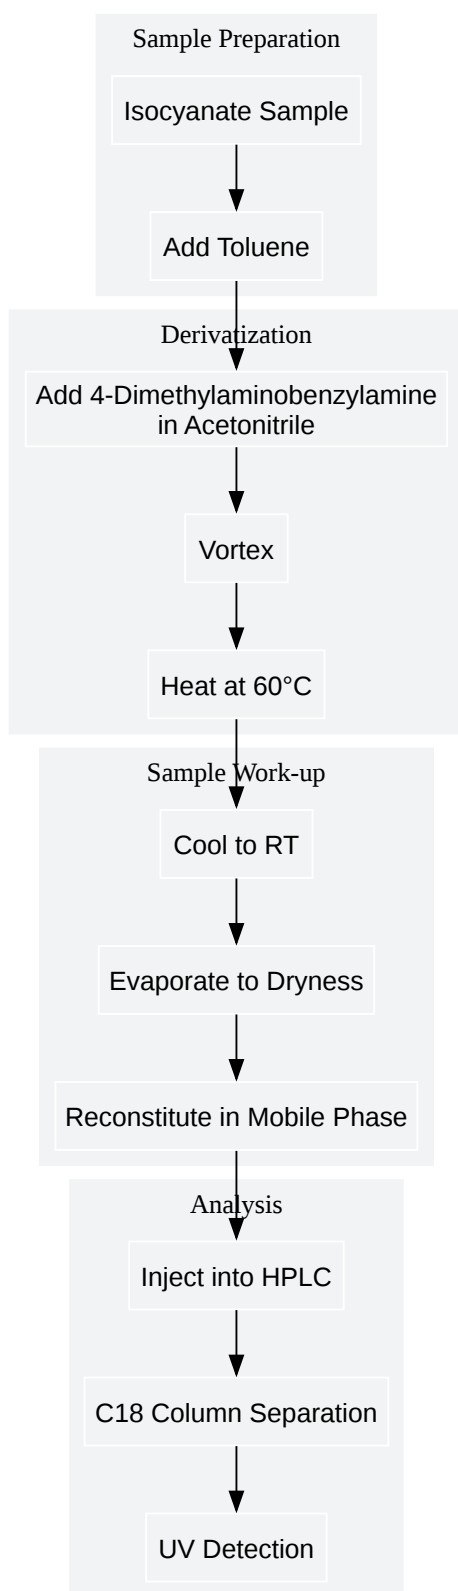 Sample Preparation
Isocyanate Sample
Add Toluene
Derivatization
Add 4-Dimethylaminobenzylamine
in Acetonitrile
Vortex
Heat at 60°C
Sample Work-up
Cool to RT
Evaporate to Dryness
Reconstitute in Mobile Phase
Analysis
Inject into HPLC
C18 Column Separation
UV Detection